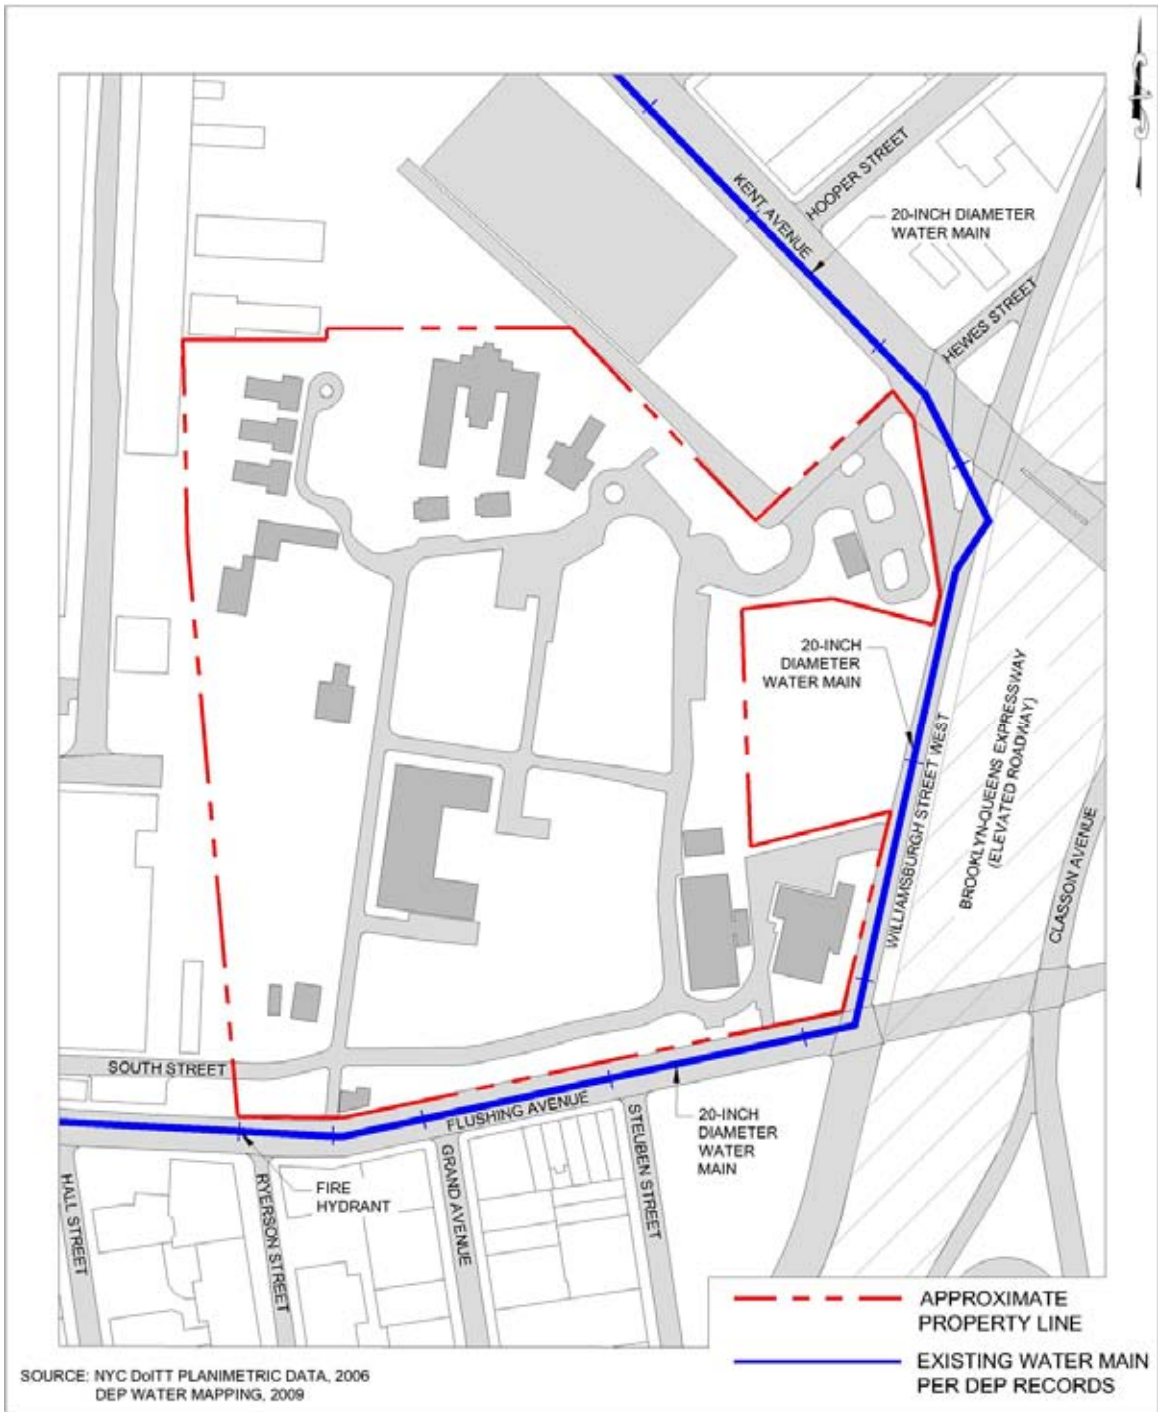 HOOPER STREET
KENT AVENUE
20-INCH DIAMETER
WATER MAIN
HEWES STREET
20-INCH
DIAMETER
WATER MAIN
BROOKLYN-QUEENS EXPRESSWAY
(ELEVATED ROADWAY)
WILLIAMSBURGH STREET WEST
CLASSON AVENUE
SOUTH STREET
FLUSHING AVENUE
20-INCH
DIAMETER
WATER
MAIN
STEUBEN STREET
GRAND AVENUE
FIRE
HYDRANT
RYERSON STREET
HALL STREET
APPROXIMATE
PROPERTY LINE
EXISTING WATER MAIN
PER DEP RECORDS
SOURCE: NYC DoITT PLANIMETRIC DATA, 2006
DEP WATER MAPPING, 2009